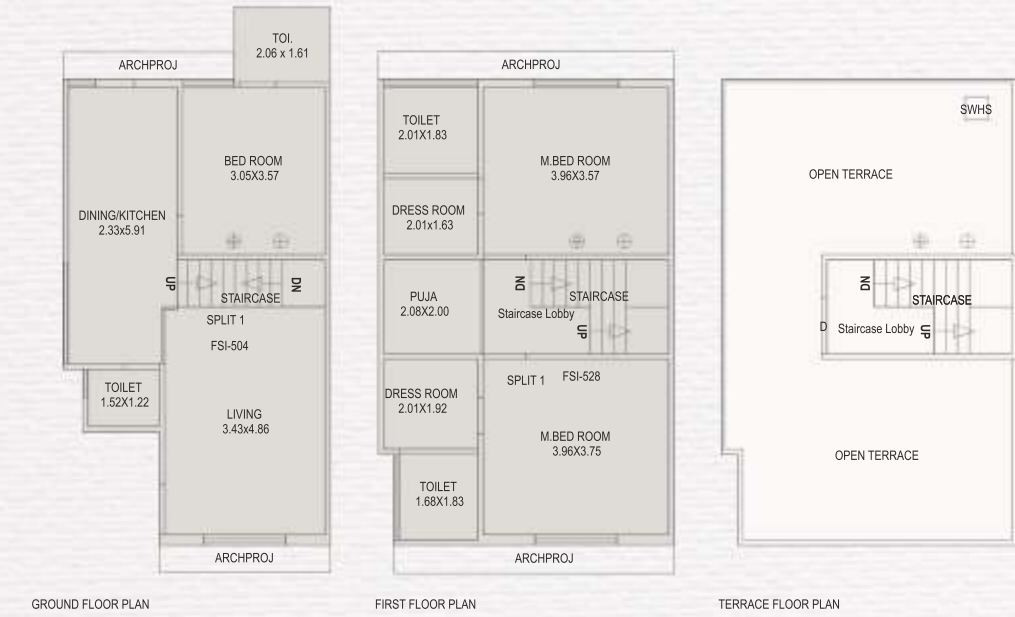 TOI.
2.06 x 1.61
ARCHPROJ
BED ROOM
3.05X3.57
DINING/KITCHEN
2.33x5.91
UP
DN
STAIRCASE
SPLIT 1
FSI-504
TOILET
1.52X1.22
LIVING
3.43x4.86
ARCHPROJ
GROUND FLOOR PLAN
ARCHPROJ
TOILET
2.01X1.83
M.BED ROOM
3.96X3.57
DRESS ROOM
2.01x1.63
PUJA
2.08X2.00
DN
STAIRCASE
Staircase Lobby
UP
SPLIT 1
FSI-528
DRESS ROOM
2.01X1.92
M.BED ROOM
3.96X3.75
TOILET
1.68X1.83
ARCHPROJ
FIRST FLOOR PLAN
SWHS
OPEN TERRACE
DN
STAIRCASE
D
Staircase Lobby
UP
OPEN TERRACE
TERRACE FLOOR PLAN